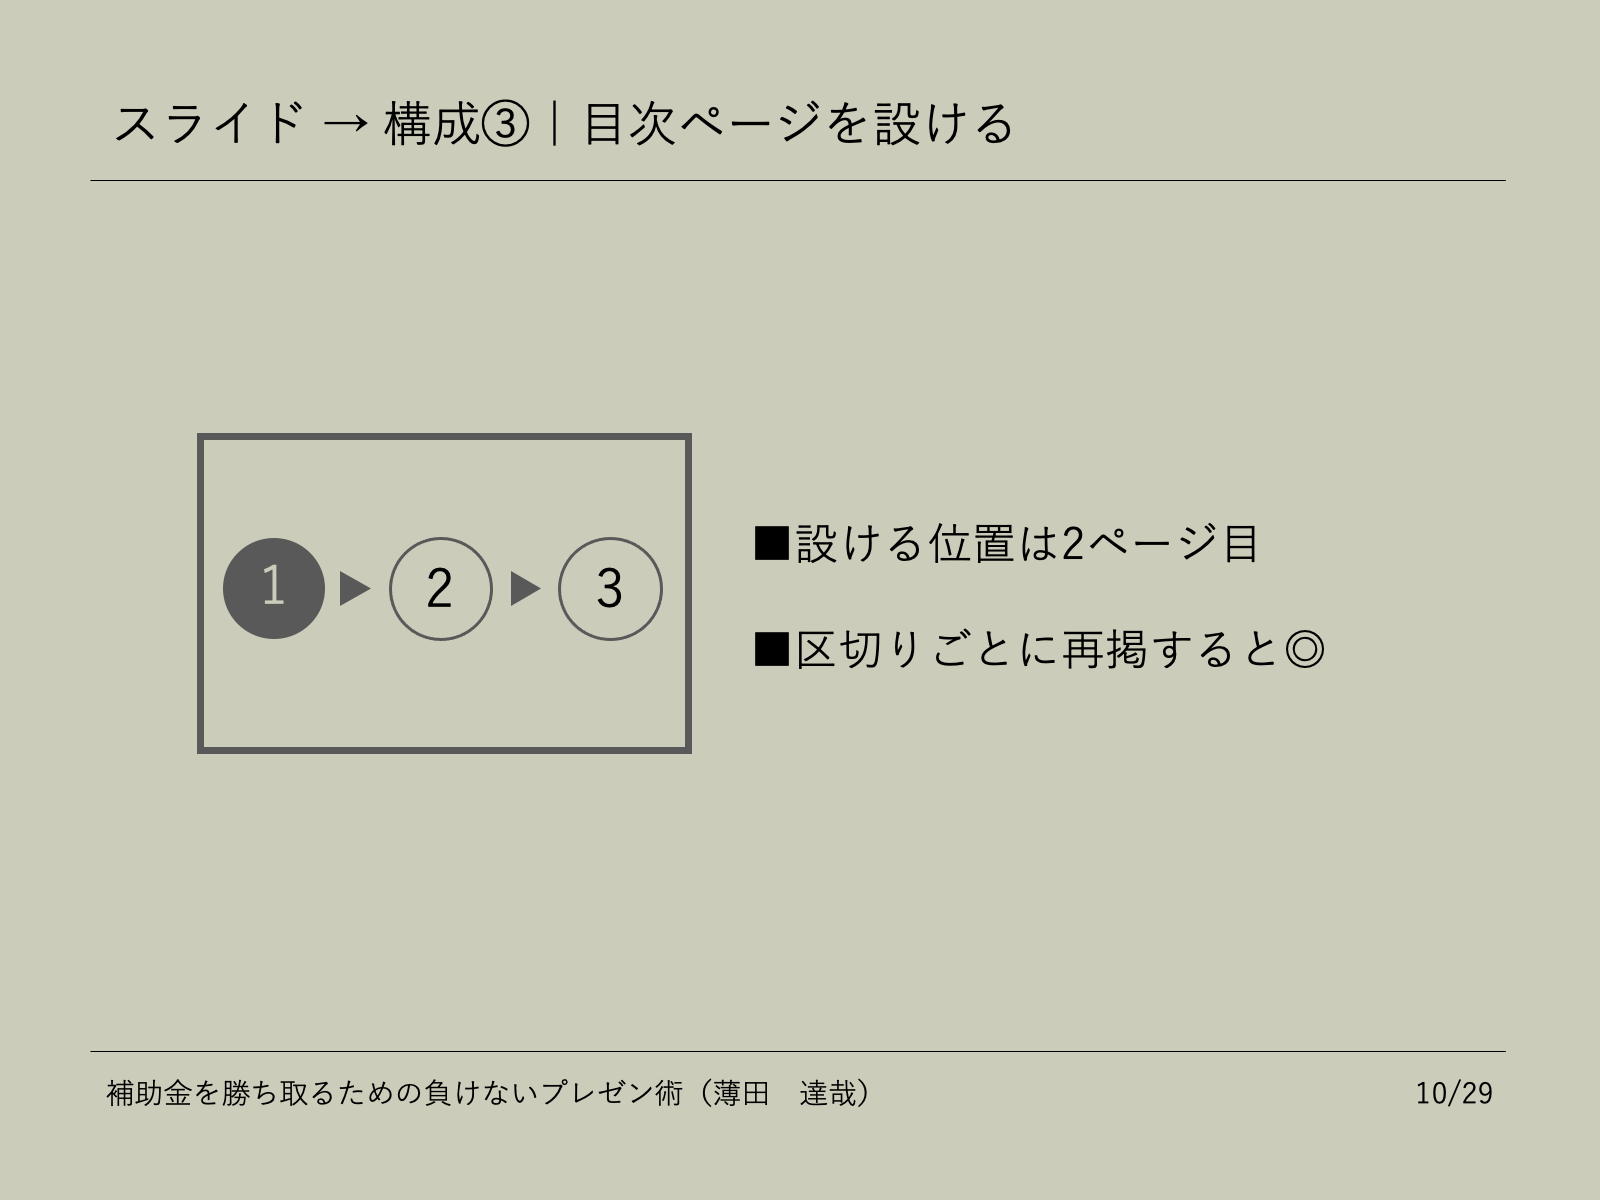 スライド → 構成③｜目次ページを設ける
1 ▶ 2 ▶ 3
■設ける位置は2ページ目
■区切りごとに再掲すると◎
補助金を勝ち取るための負けないプレゼン術（薄田　達哉）
10/29